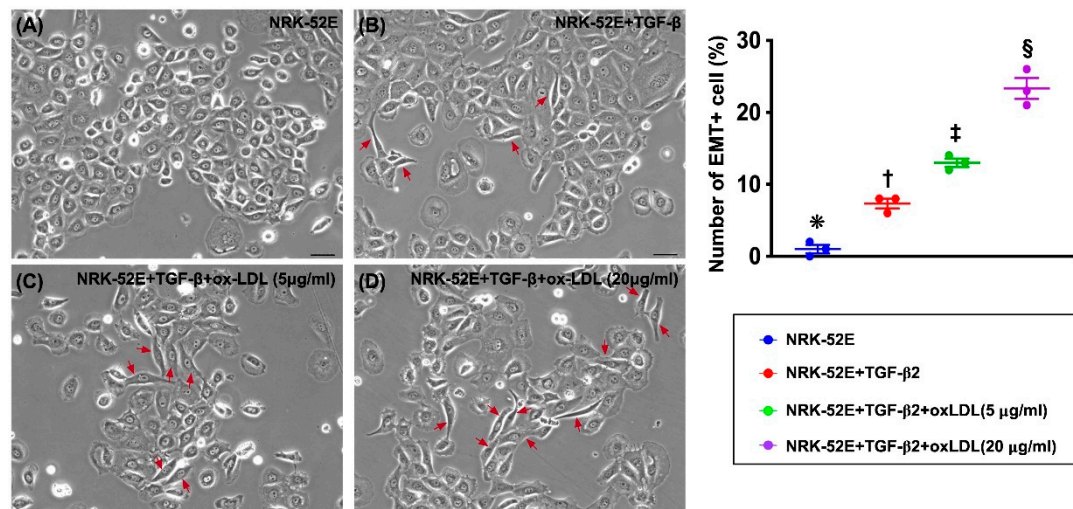 (A) NRK-52E
(B) NRK-52E+TGF-β
(C) NRK-52E+TGF-β+ox-LDL (5μg/ml)
(D) NRK-52E+TGF-β+ox-LDL (20μg/ml)
Number of EMT+ cell (%)
30
20
10
0
*
†
‡
§
NRK-52E
NRK-52E+TGF-β2
NRK-52E+TGF-β2+oxLDL(5 μg/ml)
NRK-52E+TGF-β2+oxLDL(20 μg/ml)